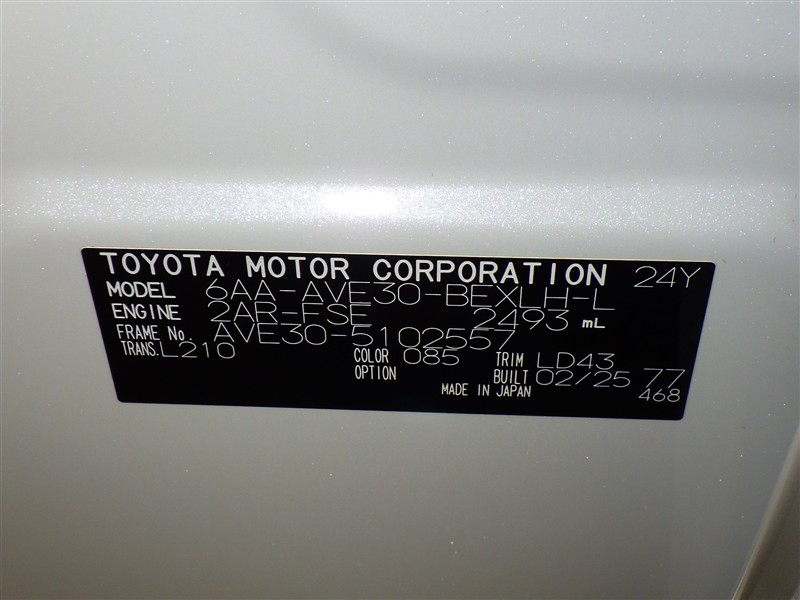 TOYOTA MOTOR CORPORATION 24Y
MODEL 6AA-AVE30-BEXLH-L
ENGINE 2AR-FSE 2493 mL
FRAME No. AVE30-5102557
TRANS. L210 COLOR 085 TRIM LD43
OPTION BUILT 02/25 77
MADE IN JAPAN 468